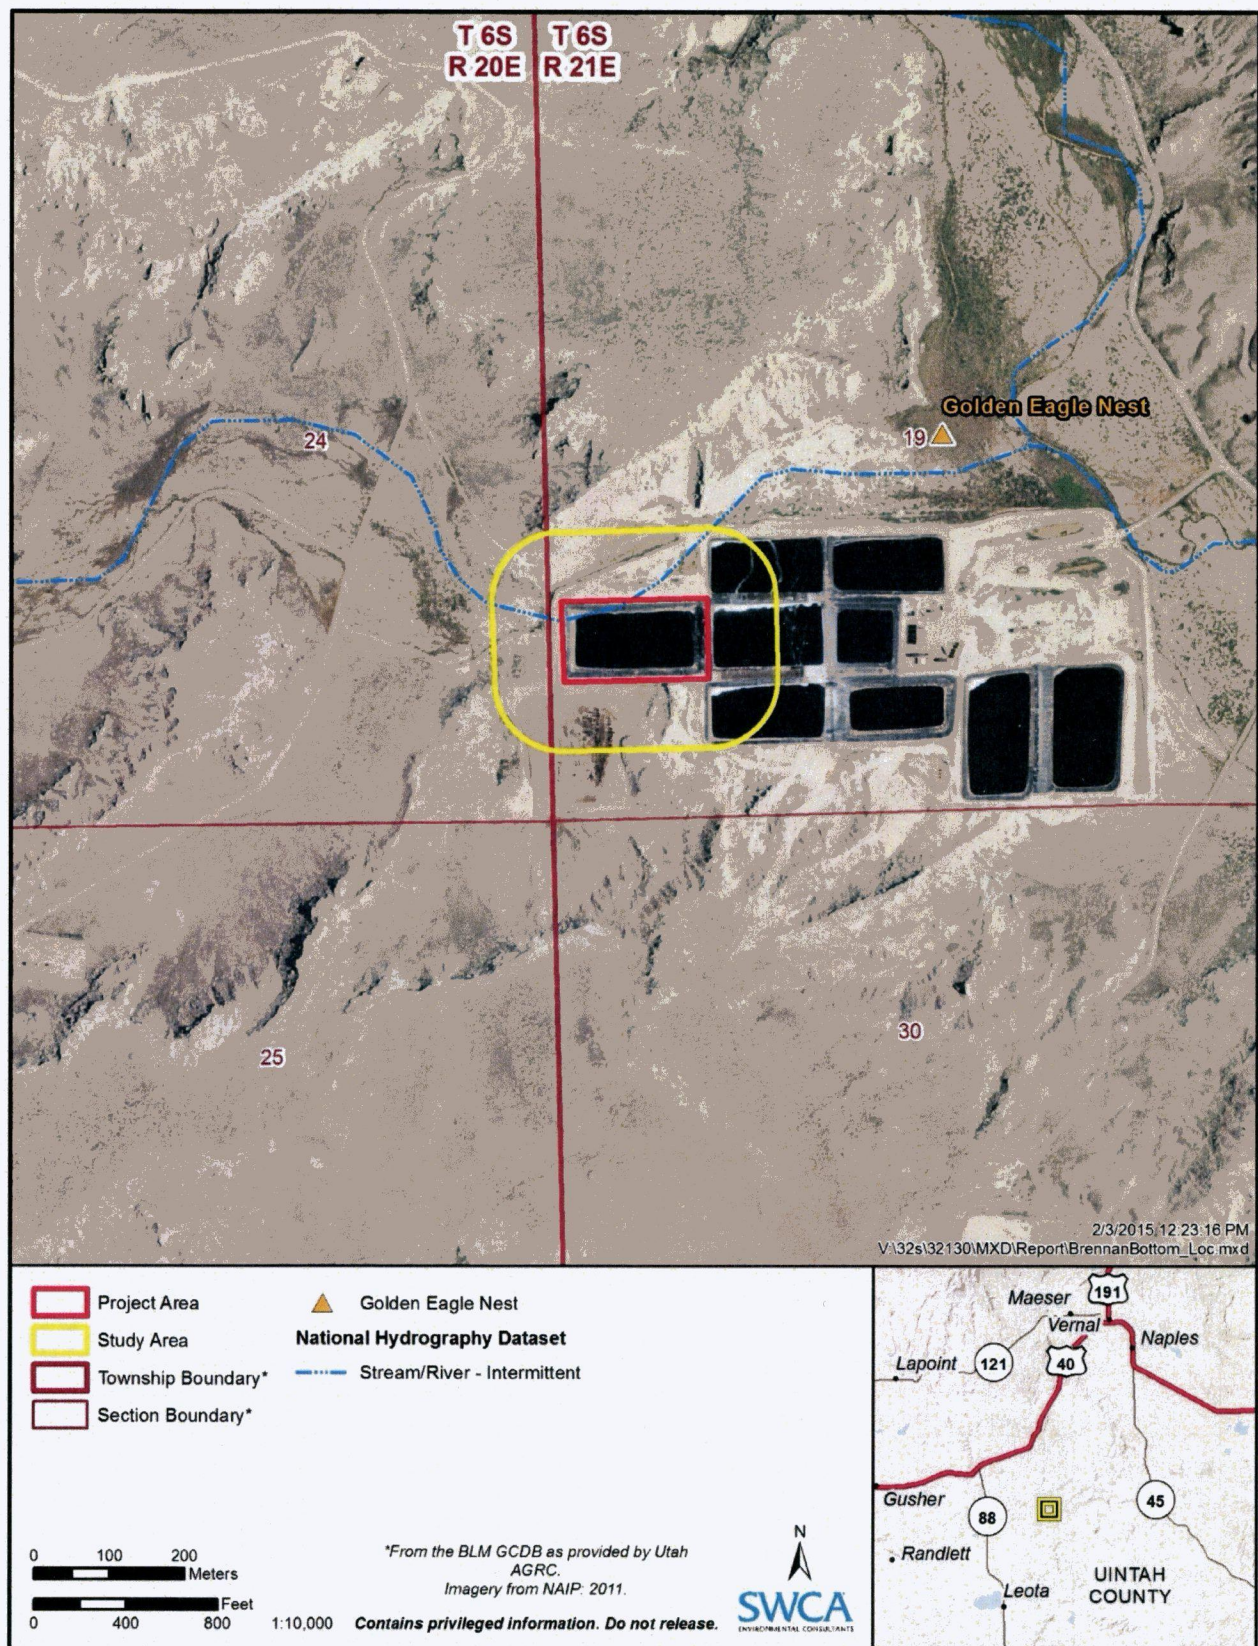 T 6S T 6S
R 20E R 21E
Golden Eagle Nest
24
19
30
25
2/3/2015 12:23:16 PM
V:\32s\32130\MXD\Report\BrennanBottom_Loc.mxd
Project Area
Study Area
Township Boundary*
Section Boundary*
Golden Eagle Nest
National Hydrography Dataset
Stream/River - Intermittent
0 100 200
Meters
Feet
0 400 800
1:10,000
*From the BLM GCDB as provided by Utah
AGRC.
Imagery from NAIP: 2011.
Contains privileged information. Do not release.
N
SWCA
ENVIRONMENTAL CONSULTANTS
191
Maeser
Vernal
Naples
Lapoint
121
40
Gusher
88
45
Randlett
Leota
UINTAH
COUNTY